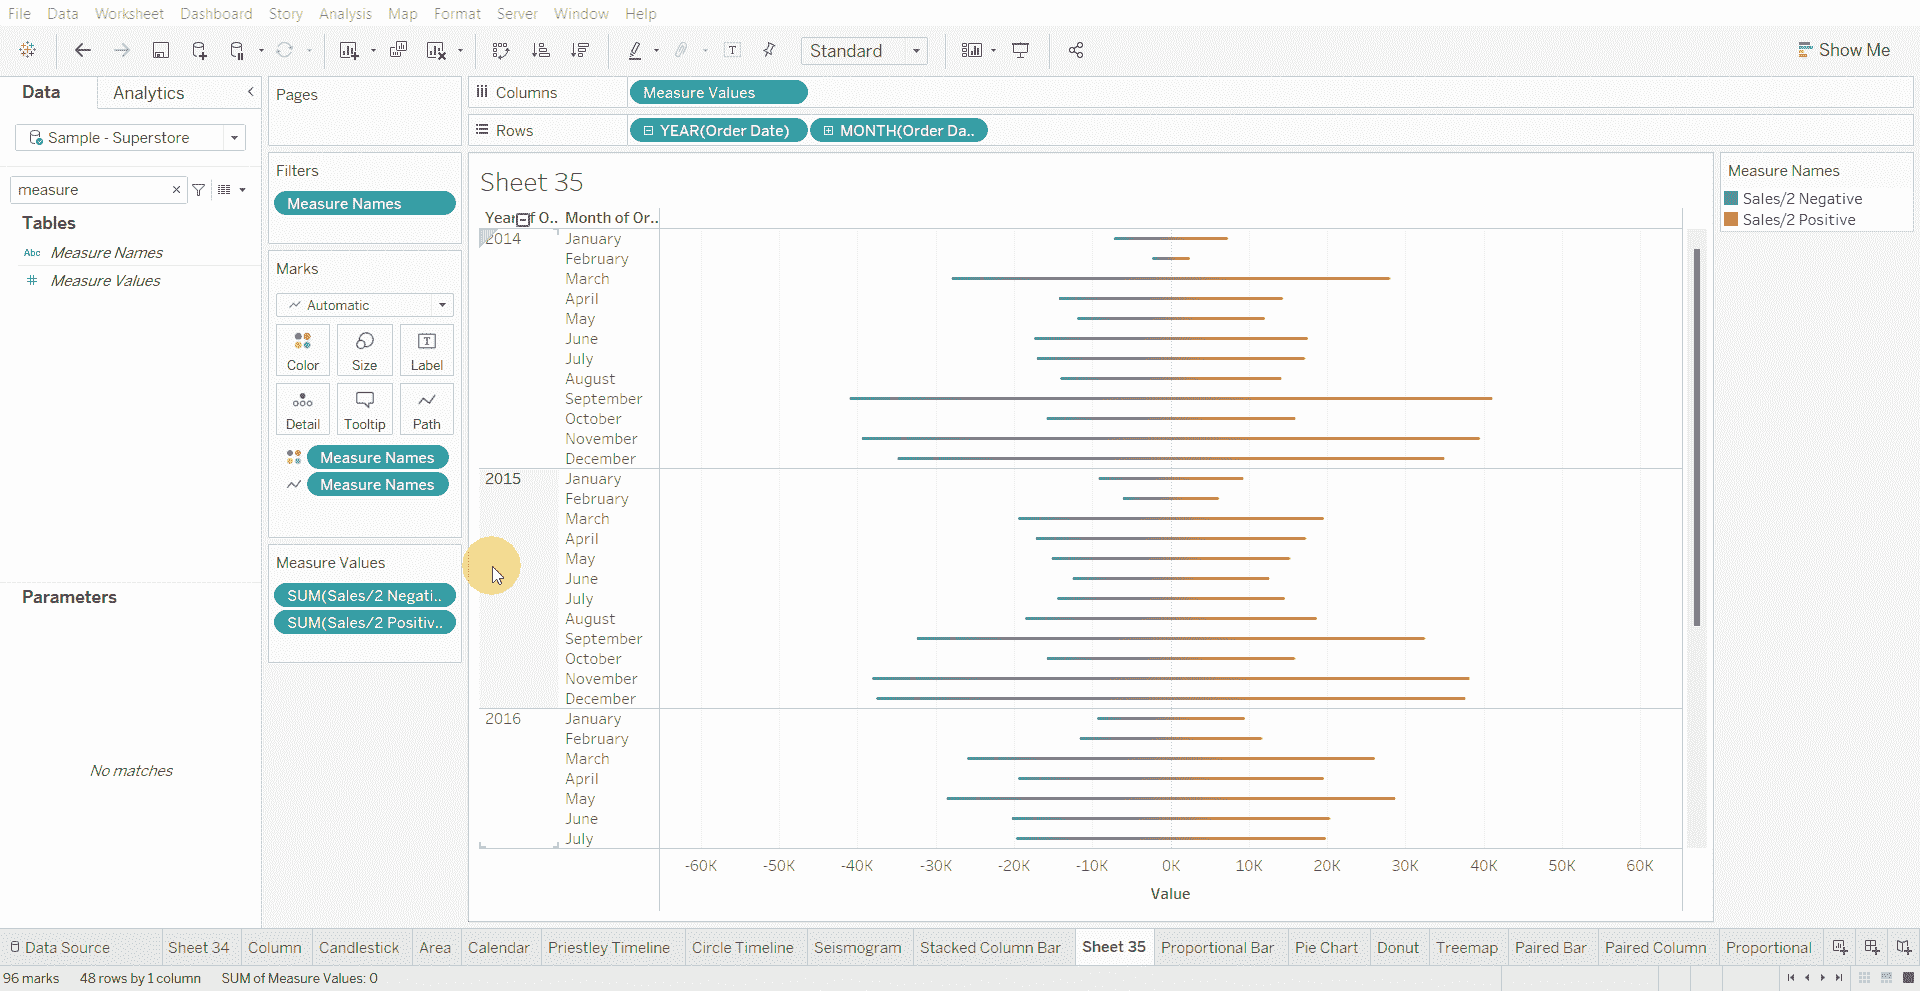 File Data Worksheet Dashboard Story Analysis Map Format Server Window Help
Standard
Show Me
Data Analytics
Sample - Superstore
measure
Tables
Abc Measure Names
# Measure Values
Parameters
No matches
Pages
Filters
Measure Names
Marks
Automatic
Color Size Label
Detail Tooltip Path
Measure Names
Measure Names
Measure Values
SUM(Sales/2 Negati..
SUM(Sales/2 Positiv..
Columns Measure Values
Rows YEAR(Order Date) MONTH(Order Da..
Sheet 35
Year of O.. Month of Or..
2014 January
February
March
April
May
June
July
August
September
October
November
December
2015 January
February
March
April
May
June
July
August
September
October
November
December
2016 January
February
March
April
May
June
July
-60K -50K -40K -30K -20K -10K 0K 10K 20K 30K 40K 50K 60K
Value
Measure Names
Sales/2 Negative
Sales/2 Positive
Data Source Sheet 34 Column Candlestick Area Calendar Priestley Timeline Circle Timeline Seismogram Stacked Column Bar Sheet 35 Proportional Bar Pie Chart Donut Treemap Paired Bar Paired Column Proportional
96 marks 48 rows by 1 column SUM of Measure Values: 0